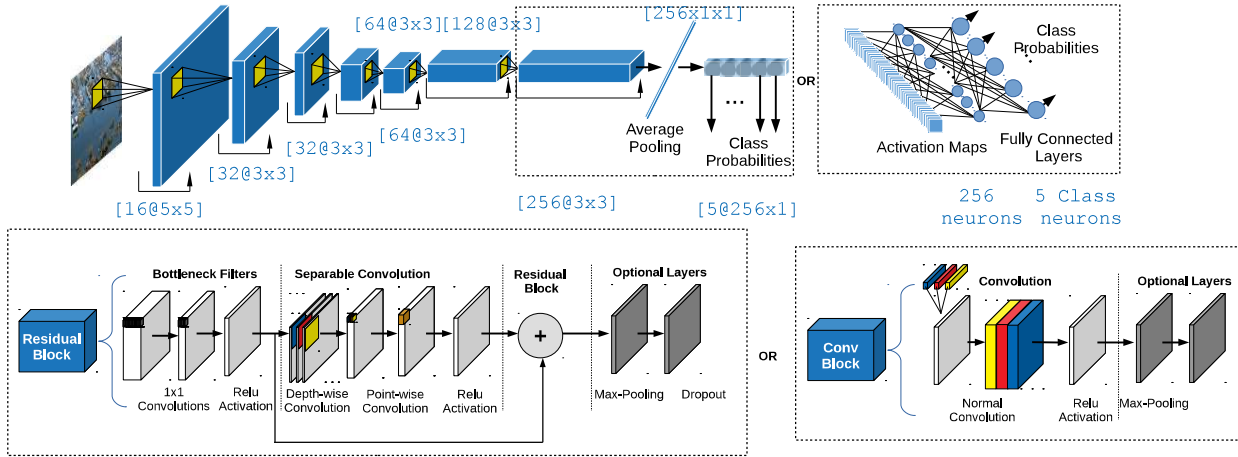 [64@3x3]
[128@3x3]
[256x1x1]
[64@3x3]
[32@3x3]
[32@3x3]
[16@5x5]
Average
Pooling
...
Class
Probabilities
[256@3x3]
[5@256x1]
OR
Class
Probabilities
Activation Maps
Fully Connected
Layers
256
neurons
5 Class
neurons
Residual
Block
Bottleneck Filters
Separable Convolution
Residual
Block
Optional Layers
+
1x1
Convolutions
Relu
Activation
Depth-wise
Convolution
Point-wise
Convolution
Relu
Activation
Max-Pooling
Dropout
OR
Conv
Block
Convolution
Optional Layers
Normal
Convolution
Relu
Activation
Max-Pooling